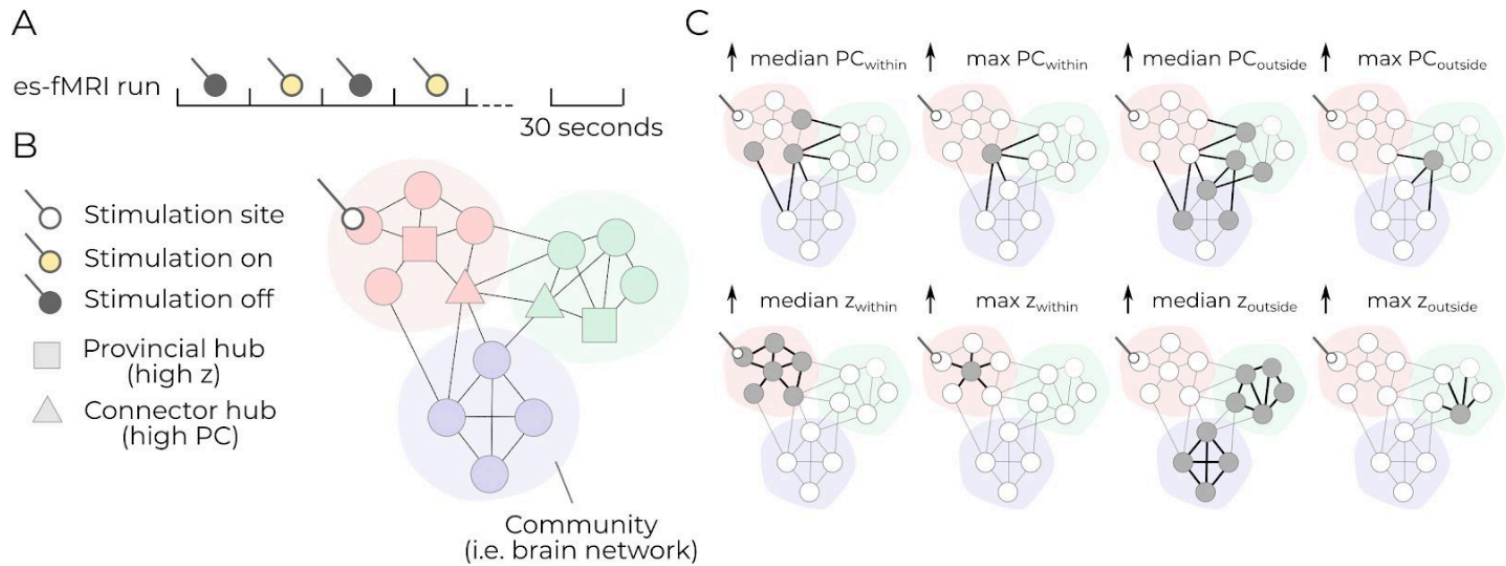 A
es-fMRI run
30 seconds
B
Stimulation site
Stimulation on
Stimulation off
Provincial hub
(high z)
Connector hub
(high PC)
Community
(i.e. brain network)
C
median PCwithin
max PCwithin
median PCoutside
max PCoutside
median zwithin
max zwithin
median zoutside
max zoutside